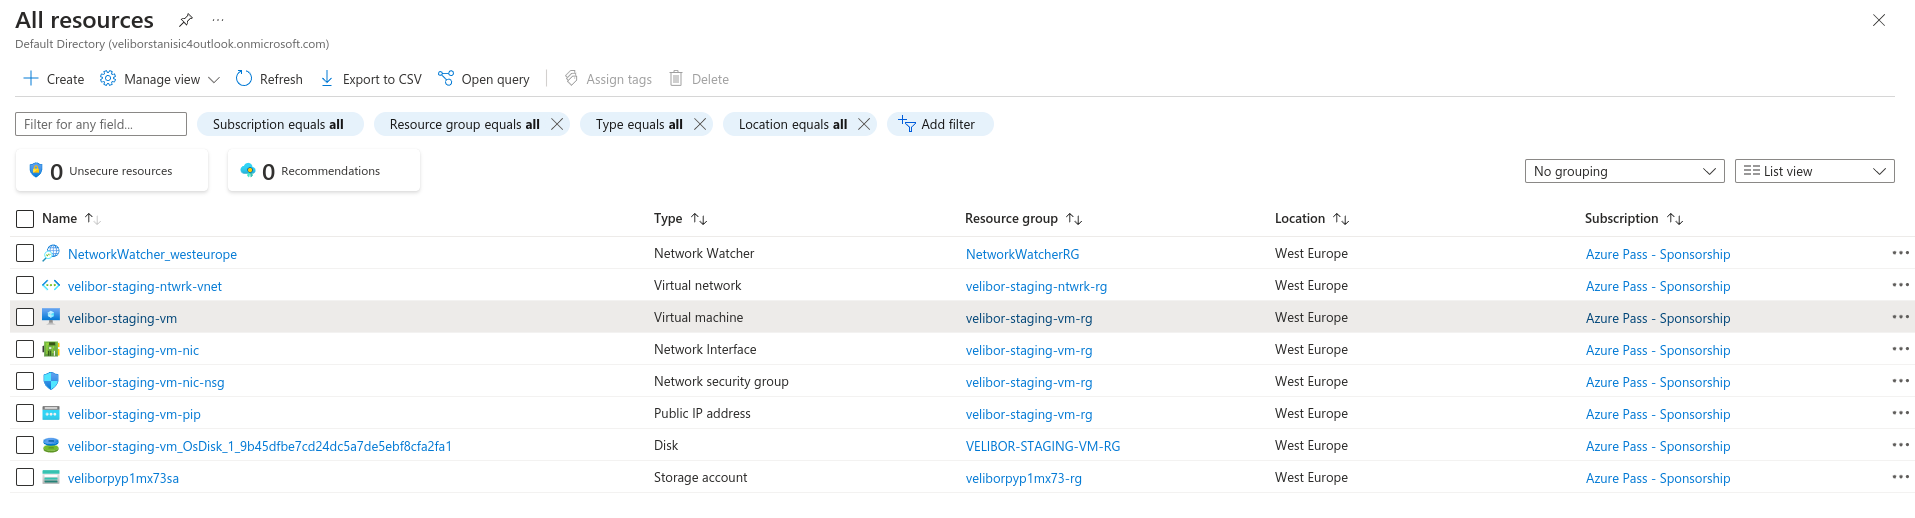 All resources
Default Directory (veliborstanisic4outlook.onmicrosoft.com)
Create Manage view Refresh Export to CSV Open query Assign tags Delete
Filter for any field... Subscription equals all Resource group equals all Type equals all Location equals all Add filter
0 Unsecure resources 0 Recommendations No grouping List view
Name Type Resource group Location Subscription
NetworkWatcher_westeurope Network Watcher NetworkWatcherRG West Europe Azure Pass - Sponsorship
velibor-staging-ntwrk-vnet Virtual network velibor-staging-ntwrk-rg West Europe Azure Pass - Sponsorship
velibor-staging-vm Virtual machine velibor-staging-vm-rg West Europe Azure Pass - Sponsorship
velibor-staging-vm-nic Network Interface velibor-staging-vm-rg West Europe Azure Pass - Sponsorship
velibor-staging-vm-nic-nsg Network security group velibor-staging-vm-rg West Europe Azure Pass - Sponsorship
velibor-staging-vm-pip Public IP address velibor-staging-vm-rg West Europe Azure Pass - Sponsorship
velibor-staging-vm_OsDisk_1_9b45dfbe7cd24dc5a7de5ebf8cfa2fa1 Disk VELIBOR-STAGING-VM-RG West Europe Azure Pass - Sponsorship
veliborpyp1mx73sa Storage account veliborpyp1mx73-rg West Europe Azure Pass - Sponsorship